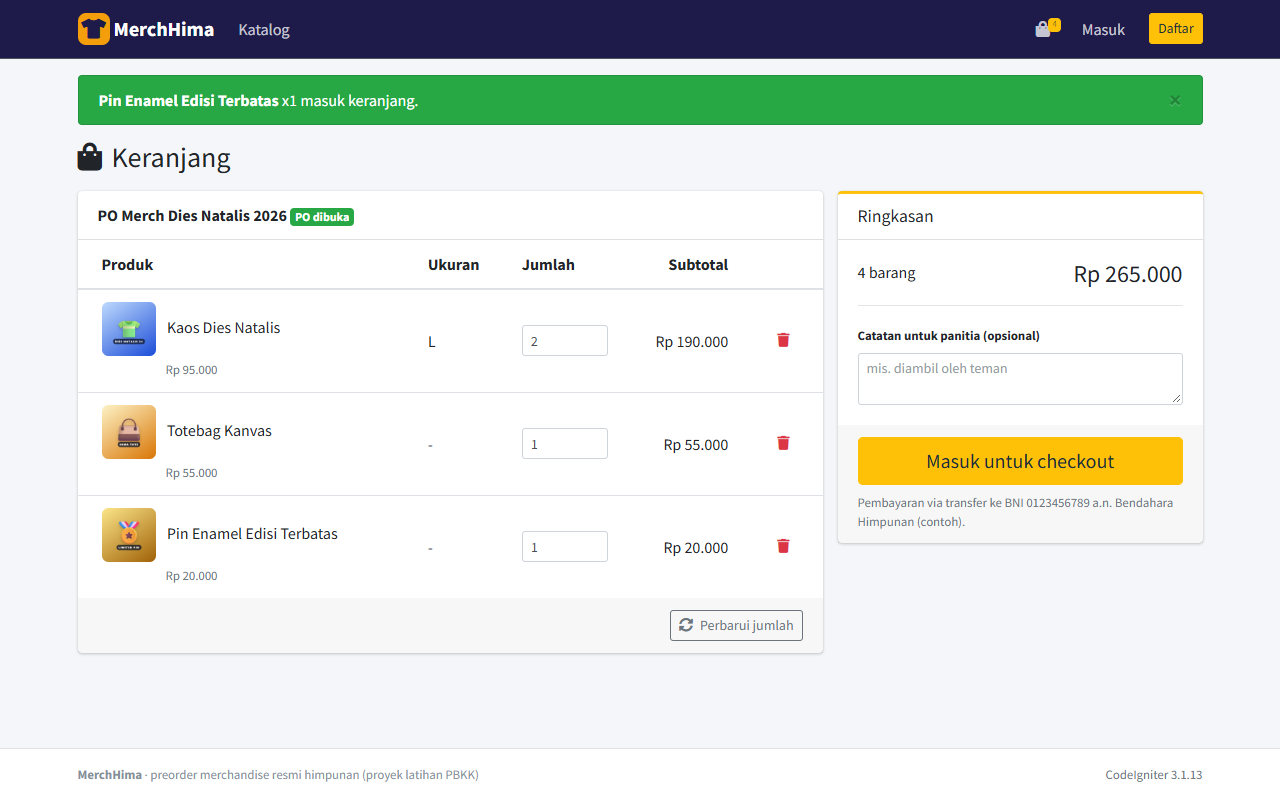 MerchHima
Katalog
4
Masuk
Daftar
Pin Enamel Edisi Terbatas x1 masuk keranjang.
×
Keranjang
PO Merch Dies Natalis 2026 PO dibuka
Produk Ukuran Jumlah Subtotal
Kaos Dies Natalis
L 2 Rp 190.000
Rp 95.000
Totebag Kanvas
- 1 Rp 55.000
Rp 55.000
Pin Enamel Edisi Terbatas
- 1 Rp 20.000
Rp 20.000
Perbarui jumlah
Ringkasan
4 barang Rp 265.000
Catatan untuk panitia (opsional)
mis. diambil oleh teman
Masuk untuk checkout
Pembayaran via transfer ke BNI 0123456789 a.n. Bendahara
Himpunan (contoh).
MerchHima · preorder merchandise resmi himpunan (proyek latihan PBKK)
CodeIgniter 3.1.13